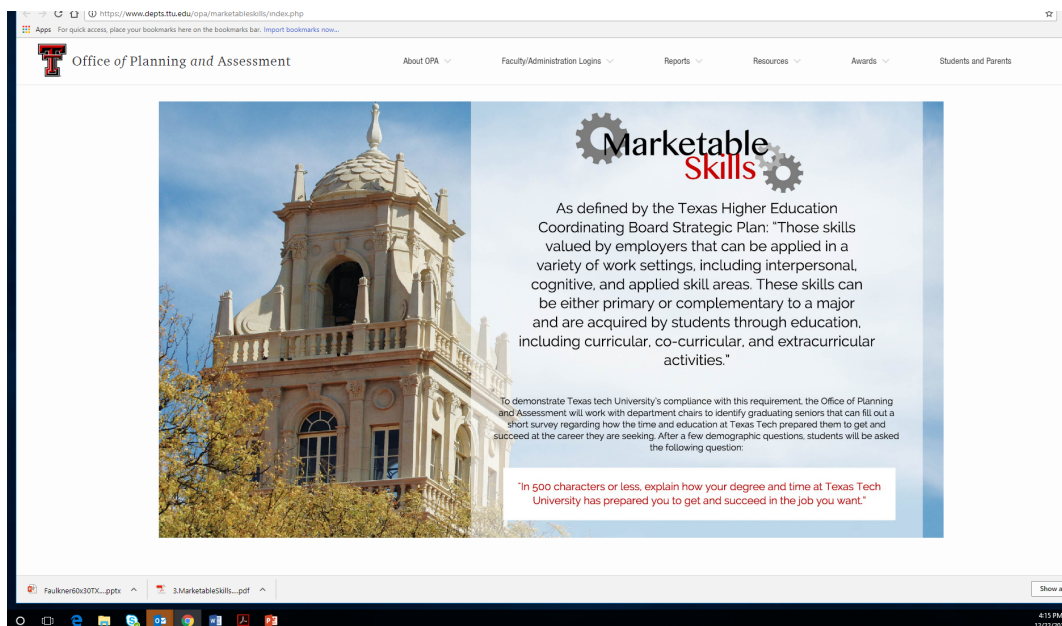 https://www.depts.ttu.edu/opa/marketableskills/index.php
Apps For quick access, place your bookmarks here on the bookmarks bar. Import bookmarks now...
Office of Planning and Assessment
About OPA
Faculty/Administration Logins
Reports
Resources
Awards
Students and Parents
Marketable
Skills
As defined by the Texas Higher Education
Coordinating Board Strategic Plan: "Those skills
valued by employers that can be applied in a
variety of work settings, including interpersonal,
cognitive, and applied skill areas. These skills can
be either primary or complementary to a major
and are acquired by students through education,
including curricular, co-curricular, and extracurricular
activities."
To demonstrate Texas tech University's compliance with this requirement, the Office of Planning
and Assessment will work with department chairs to identify graduating seniors that can fill out a
short survey regarding how the time and education at Texas Tech prepared them to get and
succeed at the career they are seeking. After a few demographic questions, students will be asked
the following question:
"In 500 characters or less, explain how your degree and time at Texas Tech
University has prepared you to get and succeed in the job you want."
Faulkner60x30TX....pptx
3.MarketableSkills....pdf
Show a
4:15 PM